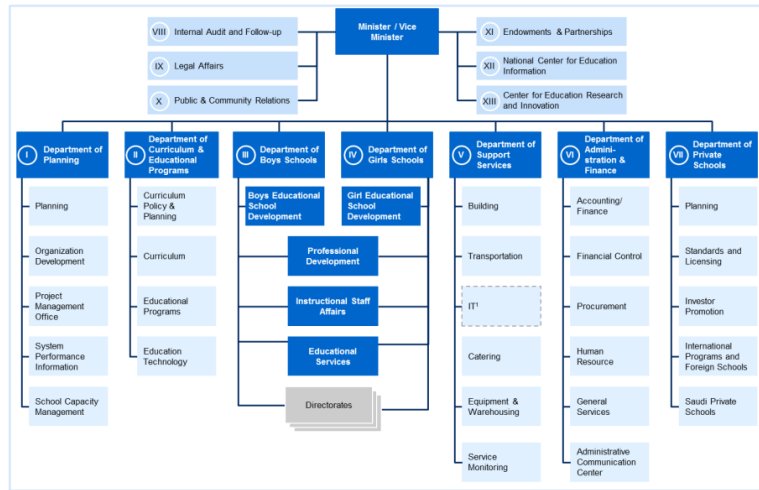 Minister / Vice
Minister
VIII Internal Audit and Follow-up
IX Legal Affairs
X Public & Community Relations
XI Endowments & Partnerships
XII National Center for Education
Information
XIII Center for Education Research
and Innovation
I Department of
Planning
II Department of
Curriculum &
Educational
Programs
III Department of
Boys Schools
IV Department of
Girls Schools
V Department of
Support
Services
VI Department of
Admini-
stration &
Finance
VII Department of
Private
Schools
Planning
Organization
Development
Project
Management
Office
System
Performance
Information
School Capacity
Management
Curriculum
Policy &
Planning
Curriculum
Educational
Programs
Education
Technology
Boys Educational
School
Development
Girl Educational
School
Development
Professional
Development
Instructional Staff
Affairs
Educational
Services
Directorates
Building
Transportation
IT¹
Catering
Equipment &
Warehousing
Service
Monitoring
Accounting/
Finance
Financial Control
Procurement
Human
Resource
General
Services
Administrative
Communication
Center
Planning
Standards and
Licensing
Investor
Promotion
International
Programs and
Foreign Schools
Saudi Private
Schools